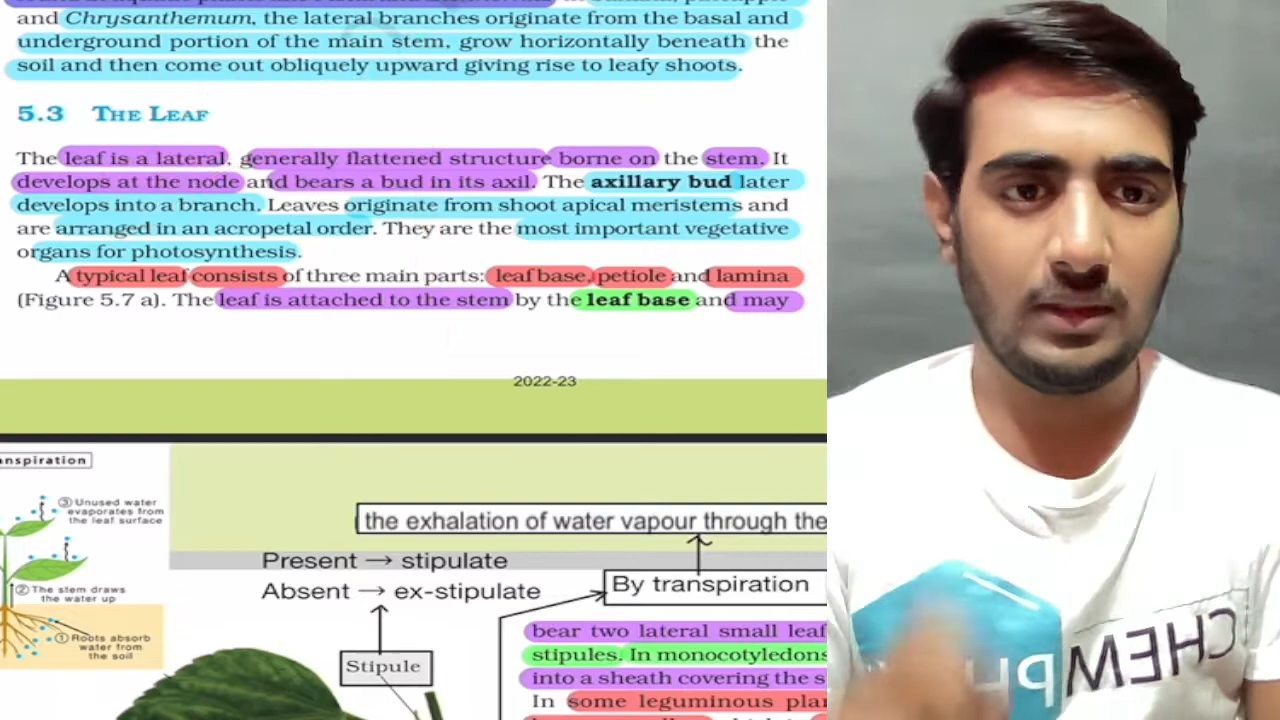 and Chrysanthemum, the lateral branches originate from the basal and
underground portion of the main stem, grow horizontally beneath the
soil and then come out obliquely upward giving rise to leafy shoots.
5.3 THE LEAF
The leaf is a lateral, generally flattened structure borne on the stem. It
develops at the node and bears a bud in its axil. The axillary bud later
develops into a branch. Leaves originate from shoot apical meristems and
are arranged in an acropetal order. They are the most important vegetative
organs for photosynthesis.
A typical leaf consists of three main parts: leaf base, petiole and lamina
(Figure 5.7 a). The leaf is attached to the stem by the leaf base and may
2022-23
nspiration
③ Unused water
evaporates from
the leaf surface
② The stem draws
the water up
① Roots absorb
water from
the soil
the exhalation of water vapour through the
Present → stipulate
Absent → ex-stipulate
By transpiration
Stipule
bear two lateral small leaf
stipules. In monocotyledons
into a sheath covering the s
In some leguminous plan
CHEMPH